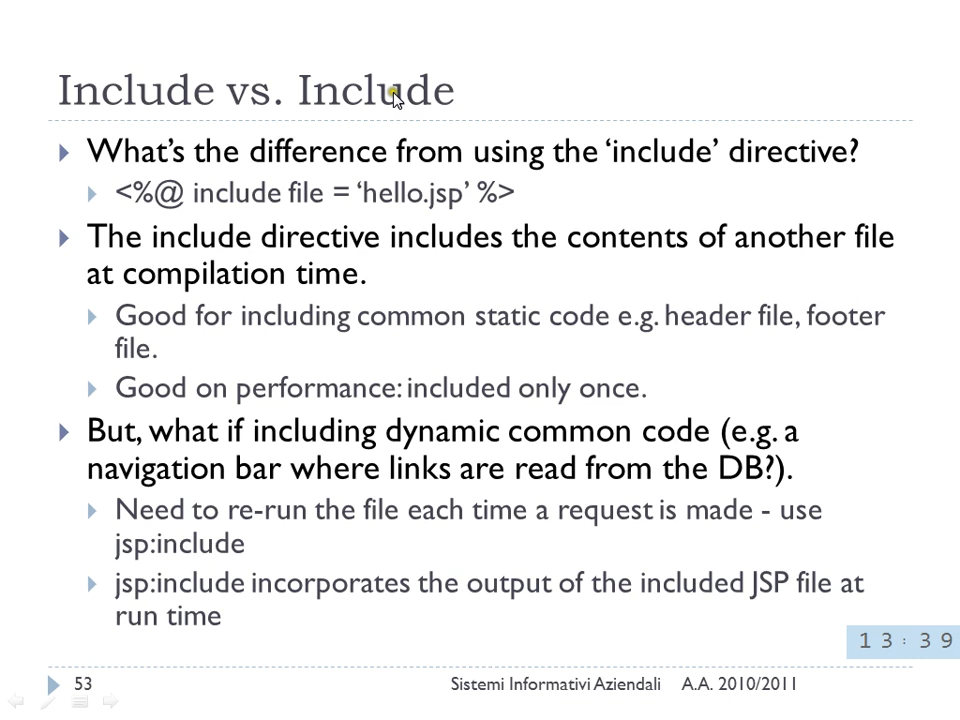 Include vs. Include
What's the difference from using the ‘include’ directive?
<%@ include file = ‘hello.jsp’ %>
The include directive includes the contents of another file
at compilation time.
Good for including common static code e.g. header file, footer
file.
Good on performance: included only once.
But, what if including dynamic common code (e.g. a
navigation bar where links are read from the DB?).
Need to re-run the file each time a request is made - use
jsp:include
jsp:include incorporates the output of the included JSP file at
run time
13:39
53 Sistemi Informativi Aziendali A.A. 2010/2011